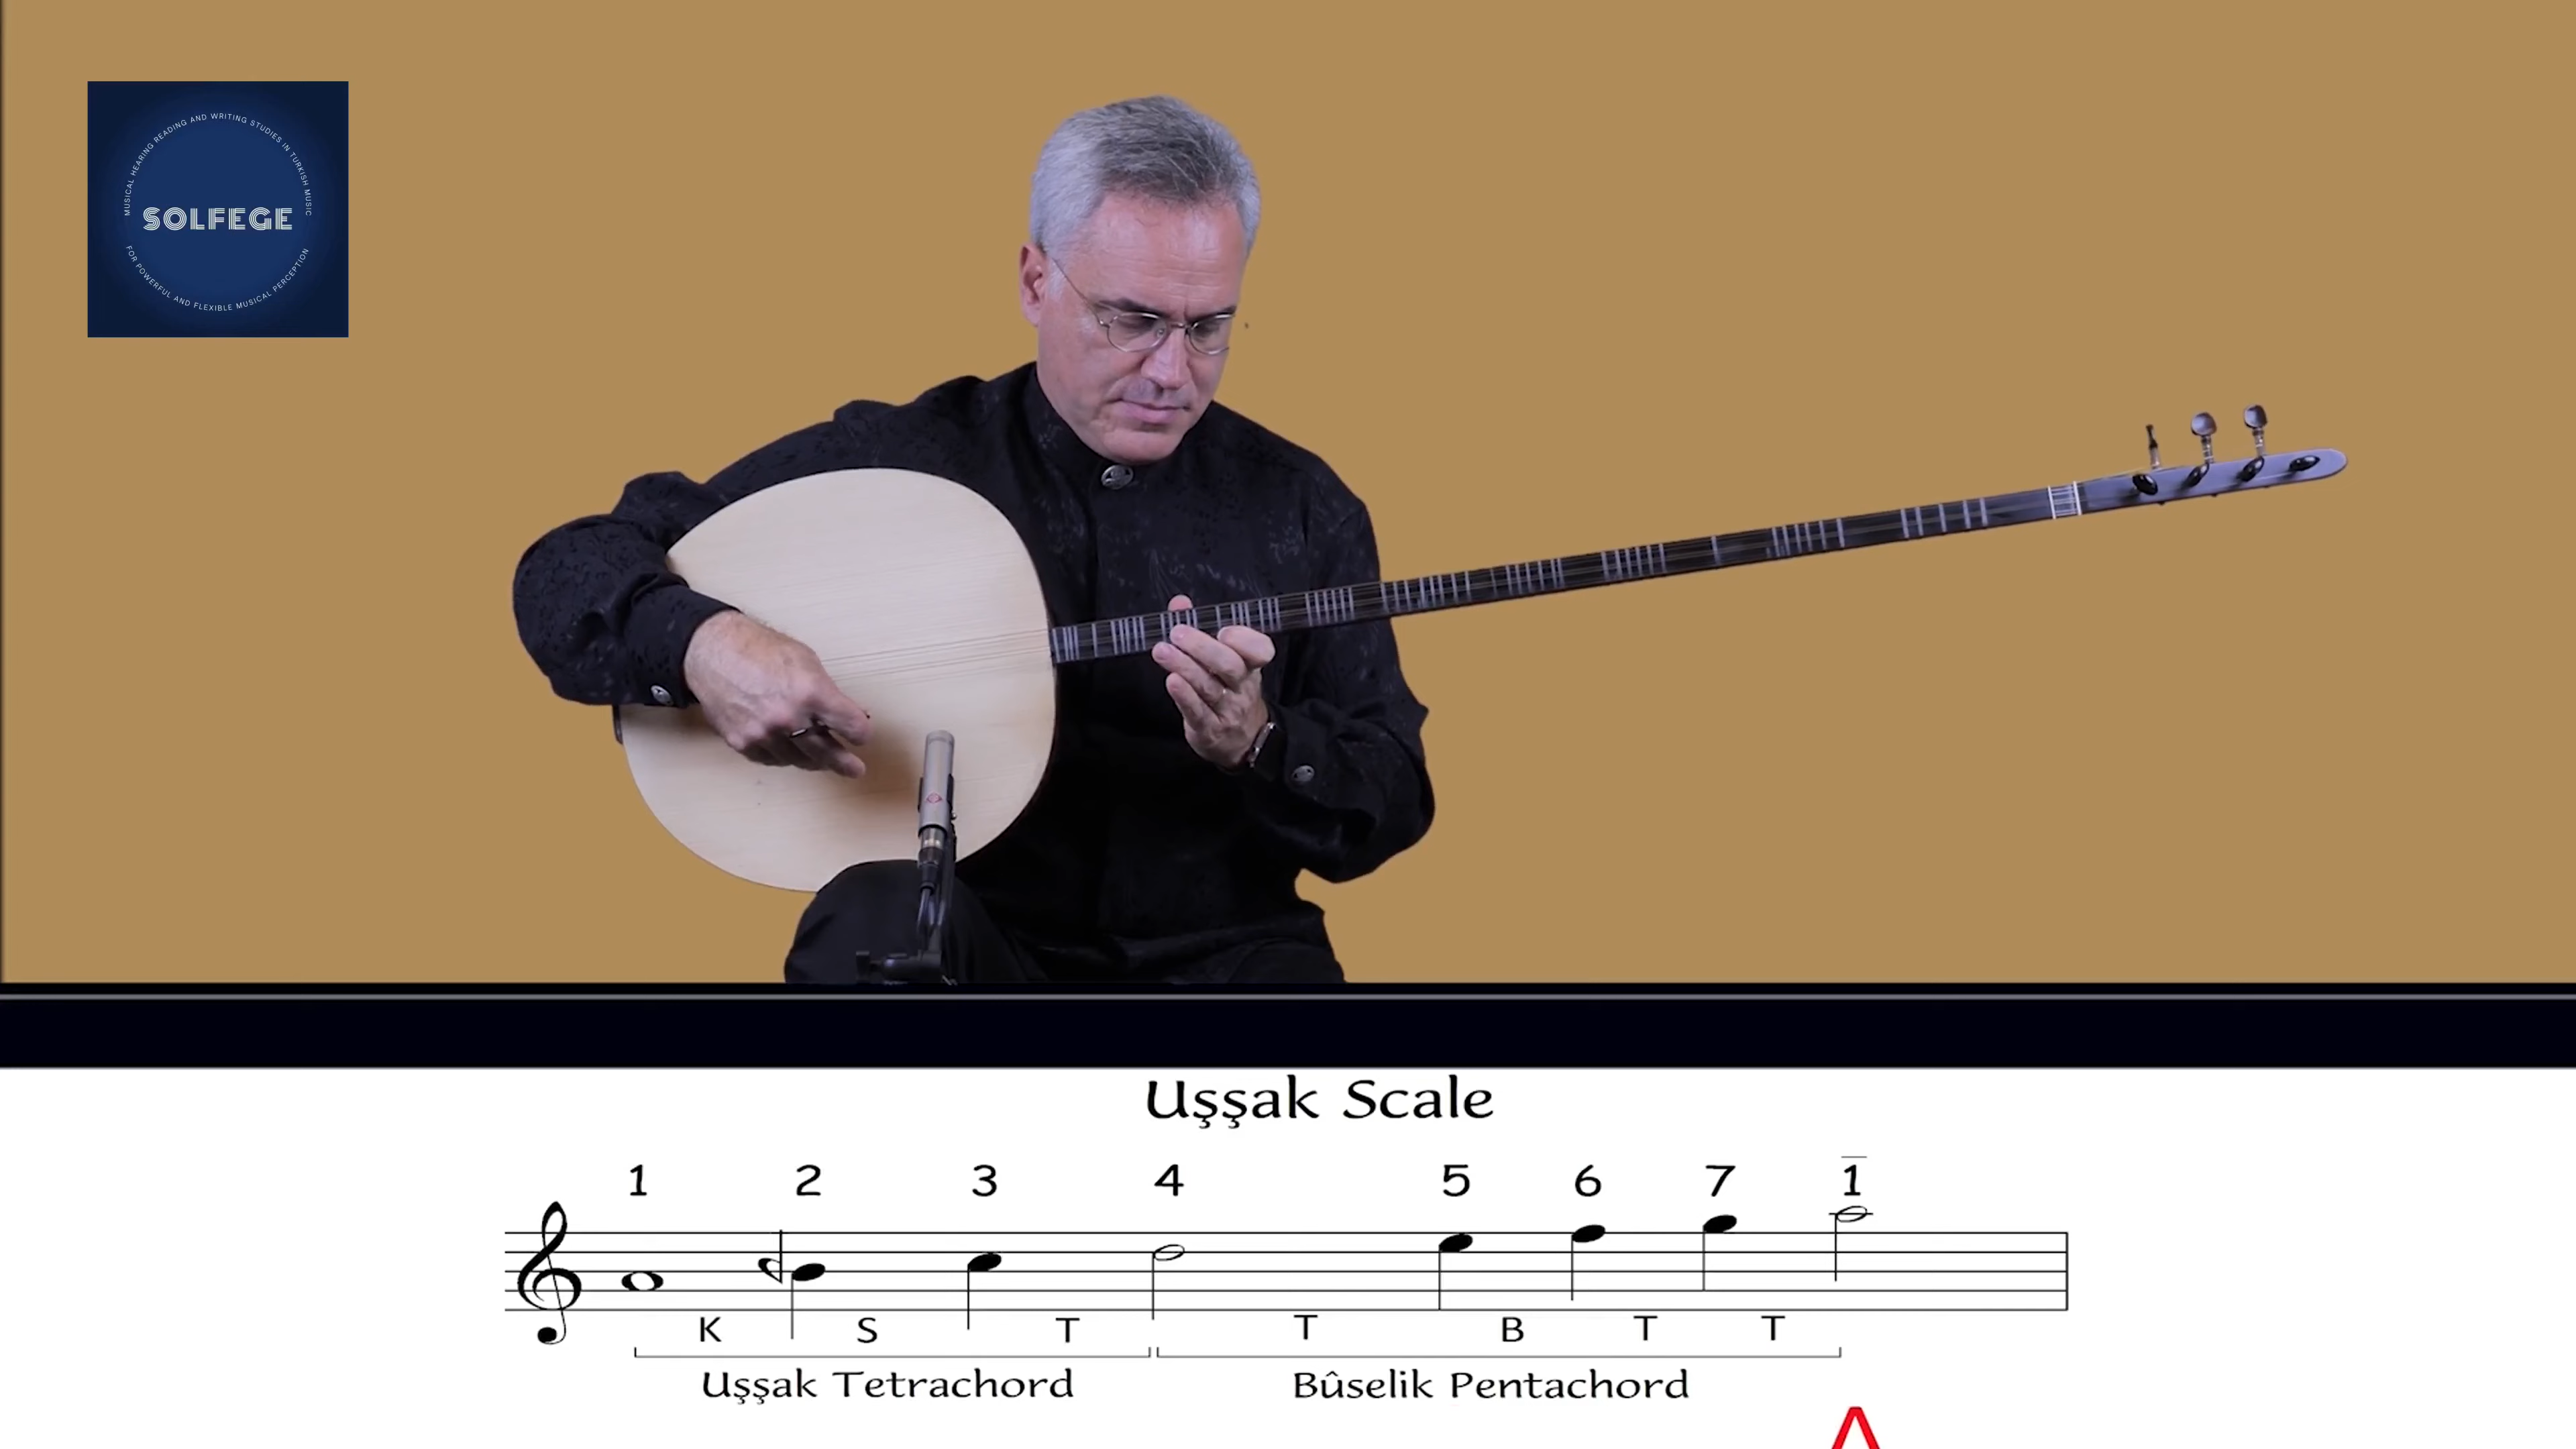 MUSICAL HEARING READING AND WRITING STUDIES IN TURKISH MUSIC
SOLFEGE
FOR POWERFUL AND FLEXIBLE MUSICAL PERCEPTION
Uşşak Scale
1 2 3 4 5 6 7 1
K S T T B T T
Uşşak Tetrachord Bûselik Pentachord